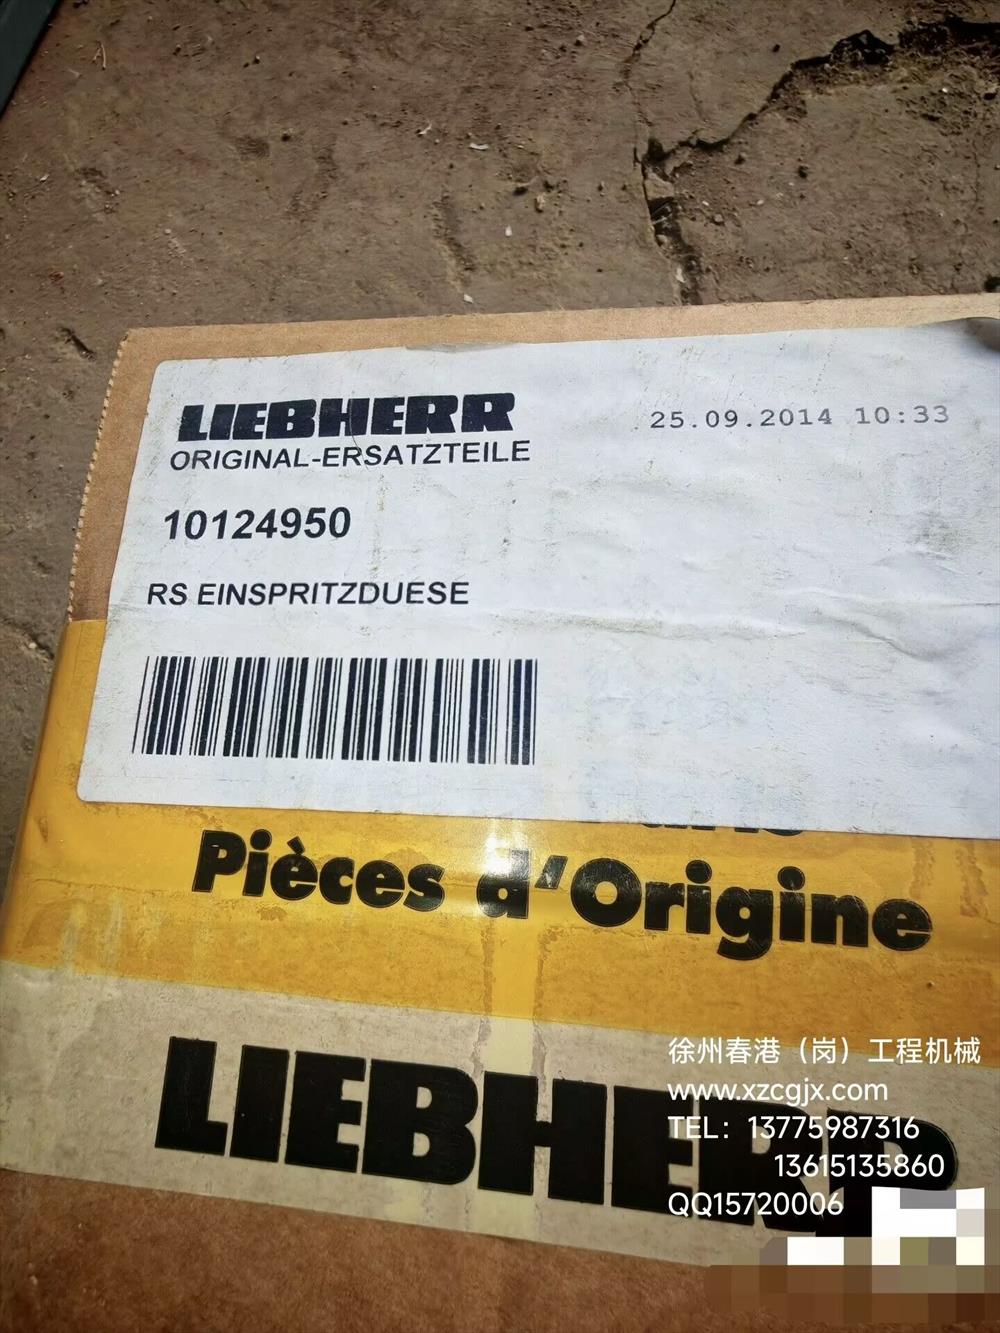 LIEBHERR
25.09.2014 10:33
ORIGINAL-ERSATZTEILE
10124950
RS EINSPRITZDUESE
Pièces d'Origine
LIEBHERR
徐州春港（岗）工程机械
www.xzcgjx.com
TEL：13775987316
13615135860
QQ15720006